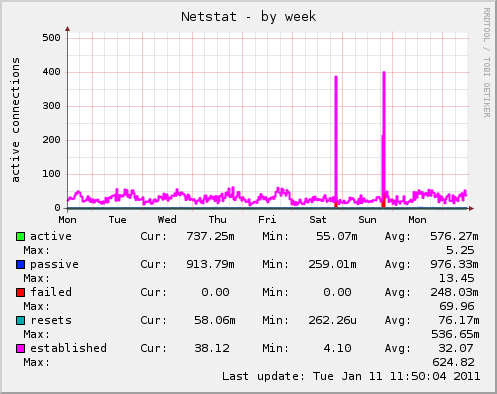 Netstat - by week
RRDTOOL / TOBI OETIKER
active connections
500
400
300
200
100
0
Mon Tue Wed Thu Fri Sat Sun Mon
active Cur: 737.25m Min: 55.07m Avg: 576.27m
Max: 5.25
passive Cur: 913.79m Min: 259.01m Avg: 976.33m
Max: 13.45
failed Cur: 0.00 Min: 0.00 Avg: 248.03m
Max: 69.96
resets Cur: 58.06m Min: 262.26u Avg: 76.17m
Max: 536.65m
established Cur: 38.12 Min: 4.10 Avg: 32.07
Max: 624.82
Last update: Tue Jan 11 11:50:04 2011